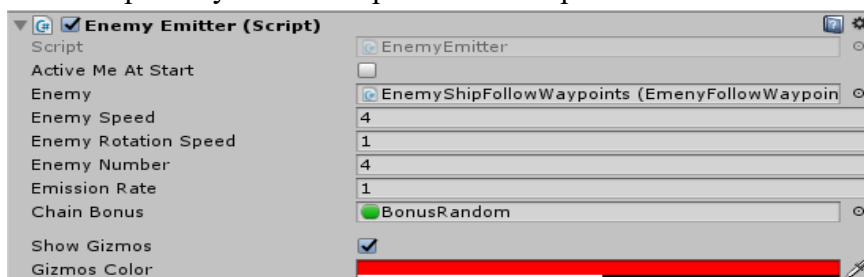 Enemy Emitter (Script)
Script EnemyEmitter
Active Me At Start
Enemy EnemyShipFollowWaypoints (EmenyFollowWaypoin
Enemy Speed 4
Enemy Rotation Speed 1
Enemy Number 4
Emission Rate 1
Chain Bonus BonusRandom
Show Gizmos
Gizmos Color